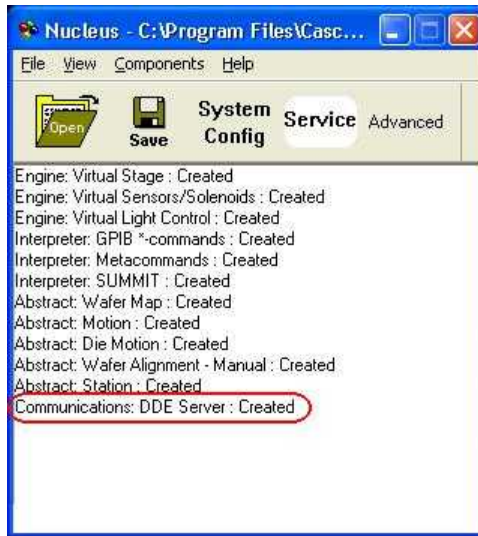 Nucleus - C:\Program Files\Casc...
File View Components Help
Open
Save
System
Config
Service
Advanced
Engine: Virtual Stage : Created
Engine: Virtual Sensors/Solenoids : Created
Engine: Virtual Light Control : Created
Interpreter: GPIB *-commands : Created
Interpreter: Metacommands : Created
Interpreter: SUMMIT : Created
Abstract: Wafer Map : Created
Abstract: Motion : Created
Abstract: Die Motion : Created
Abstract: Wafer Alignment - Manual : Created
Abstract: Station : Created
Communications: DDE Server : Created